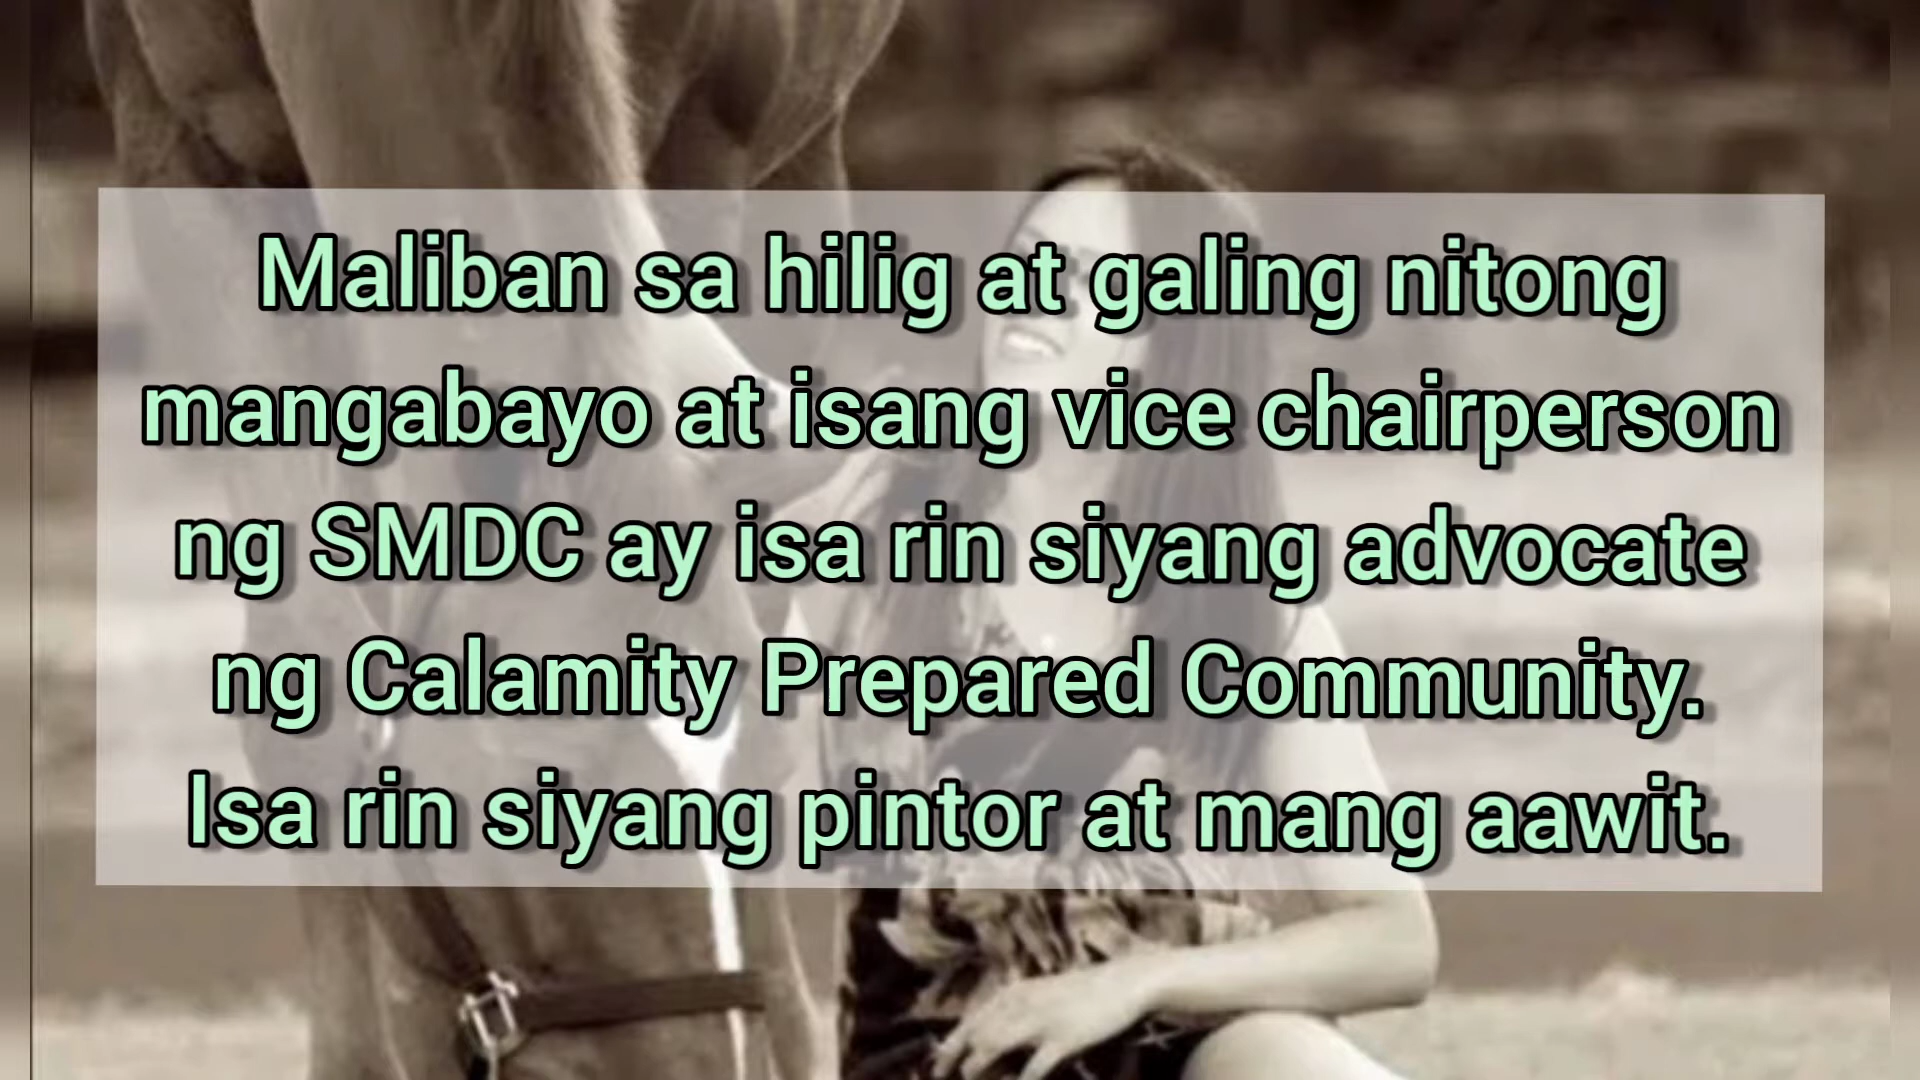 Maliban sa hilig at galing nitong
mangabayo at isang vice chairperson
ng SMDC ay isa rin siyang advocate
ng Calamity Prepared Community.
Isa rin siyang pintor at mang aawit.